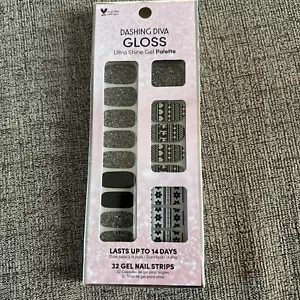 DASHING DIVA
GLOSS
Ultra Shine Gel Palette
LASTS UP TO 14 DAYS
32 GEL NAIL STRIPS